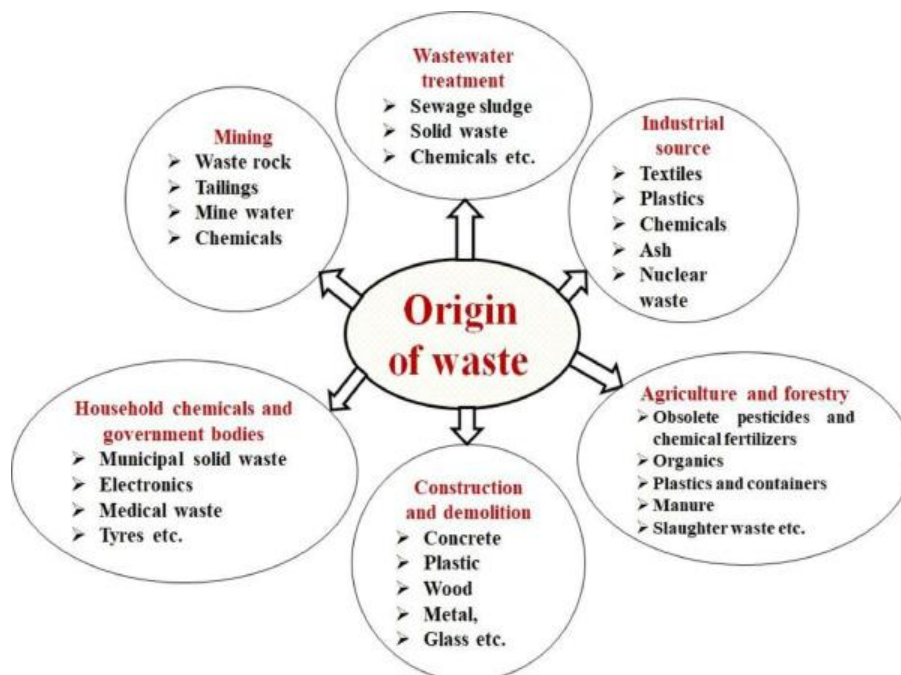 Wastewater
treatment
➤ Sewage sludge
➤ Solid waste
➤ Chemicals etc.
Mining
➤ Waste rock
➤ Tailings
➤ Mine water
➤ Chemicals
Industrial
source
➤ Textiles
➤ Plastics
➤ Chemicals
➤ Ash
➤ Nuclear
waste
Origin
of waste
Household chemicals and
government bodies
➤ Municipal solid waste
➤ Electronics
➤ Medical waste
➤ Tyres etc.
Construction
and demolition
➤ Concrete
➤ Plastic
➤ Wood
➤ Metal,
➤ Glass etc.
Agriculture and forestry
➤ Obsolete pesticides and
chemical fertilizers
➤ Organics
➤ Plastics and containers
➤ Manure
➤ Slaughter waste etc.